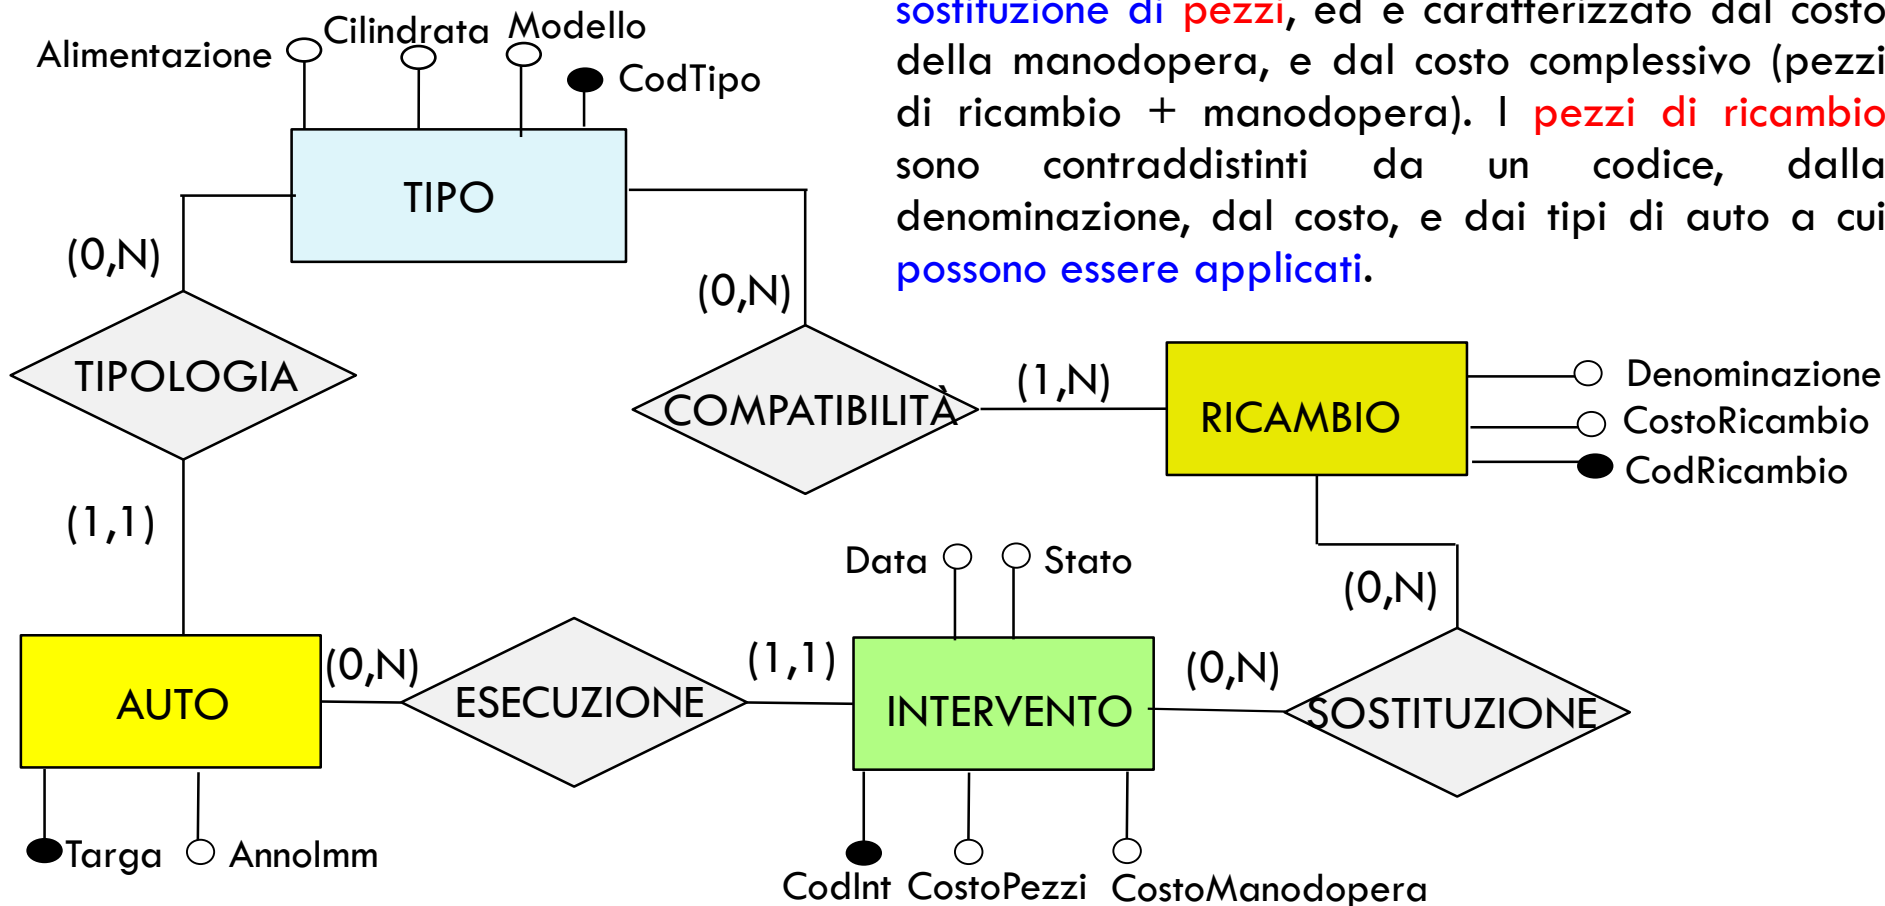 sostituzione di pezzi, ed è caratterizzato dal costo
della manodopera, e dal costo complessivo (pezzi
di ricambio + manodopera). I pezzi di ricambio
sono contraddistinti da un codice, dalla
denominazione, dal costo, e dai tipi di auto a cui
possono essere applicati.
Alimentazione
Cilindrata
Modello
CodTipo
TIPO
(0,N)
(0,N)
TIPOLOGIA
COMPATIBILITÀ
(1,N)
RICAMBIO
Denominazione
CostoRicambio
CodRicambio
(1,1)
Data
Stato
(0,N)
AUTO
(0,N)
ESECUZIONE
(1,1)
INTERVENTO
(0,N)
SOSTITUZIONE
Targa
AnnoImm
CodInt
CostoPezzi
CostoManodopera